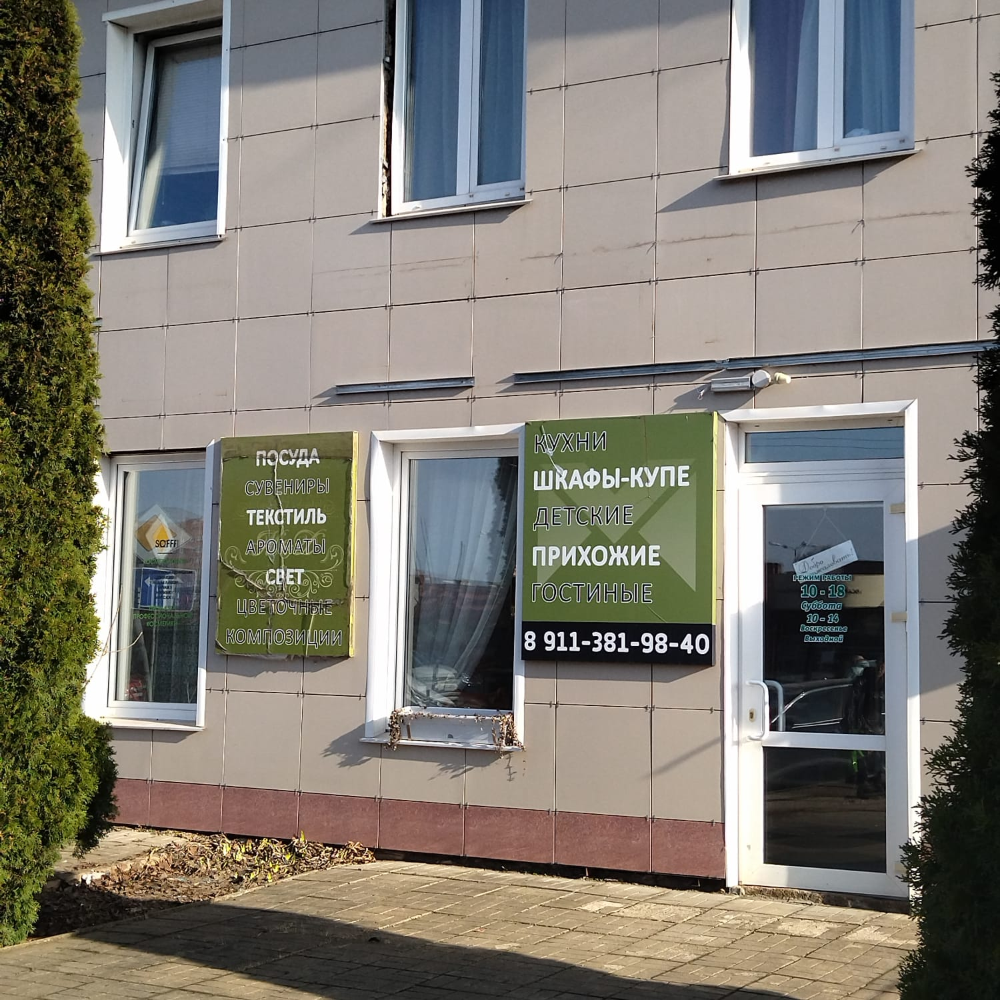 ПОСУДА
СУВЕНИРЫ
ТЕКСТИЛЬ
АРОМАТЫ
СВЕТ
ЦВЕТОЧНЫЕ
КОМПОЗИЦИИ
КУХНИ
ШКАФЫ-КУПЕ
ДЕТСКИЕ
ПРИХОЖИЕ
ГОСТИНЫЕ
8 911-381-98-40
SOFFI
ПРОФЕССИОНАЛЬНОЙ
КОСМЕТИКИ
Добро
пожаловать!
РЕЖИМ РАБОТЫ
10 - 18
Суббота
10 - 14
Воскресенье
Выходной